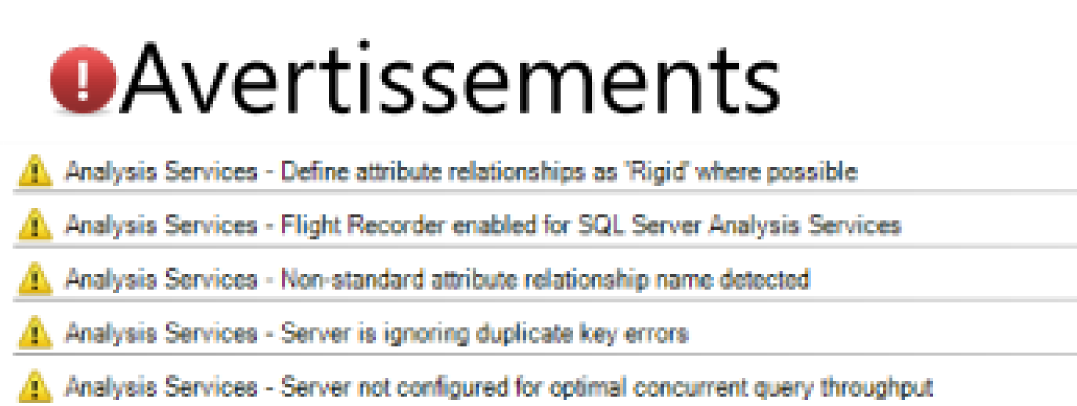 Avertissements
Analysis Services - Define attribute relationships as 'Rigid' where possible
Analysis Services - Flight Recorder enabled for SQL Server Analysis Services
Analysis Services - Non-standard attribute relationship name detected
Analysis Services - Server is ignoring duplicate key errors
Analysis Services - Server not configured for optimal concurrent query throughput